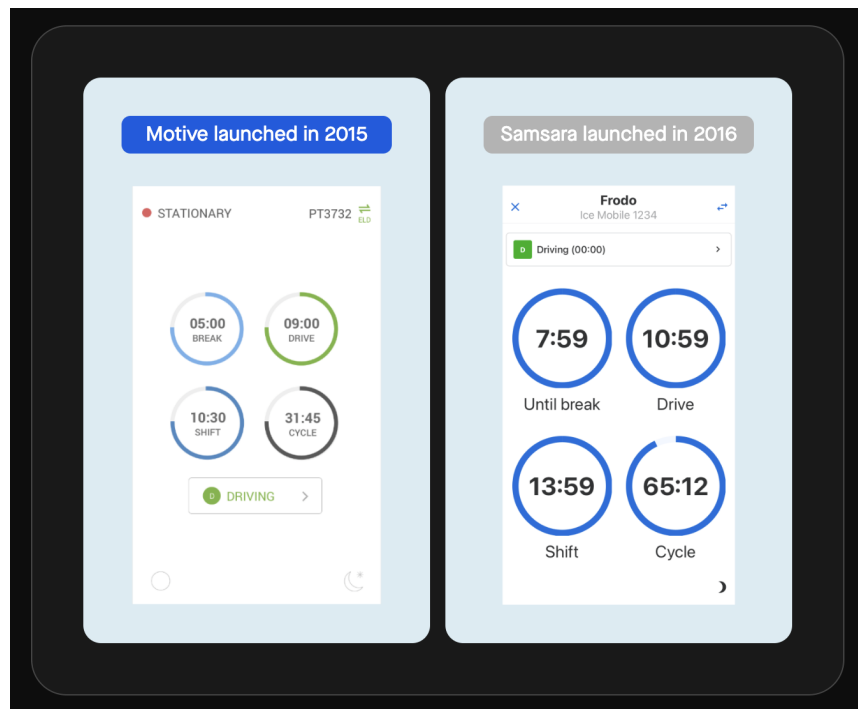 Motive launched in 2015
STATIONARY
PT3732
ELD
05:00
BREAK
09:00
DRIVE
10:30
SHIFT
31:45
CYCLE
D DRIVING
Samsara launched in 2016
Frodo
Ice Mobile 1234
D Driving (00:00)
7:59
Until break
10:59
Drive
13:59
Shift
65:12
Cycle